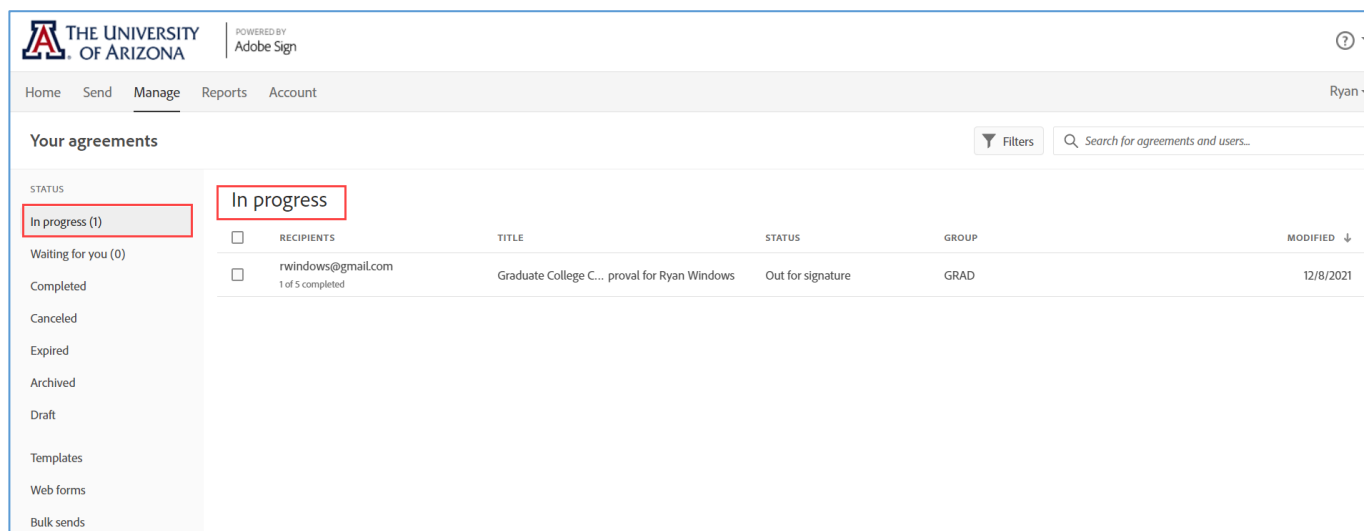 THE UNIVERSITY
OF ARIZONA
POWERED BY
Adobe Sign
Home Send Manage Reports Account Ryan
Your agreements Filters Search for agreements and users...
STATUS
In progress (1)
Waiting for you (0)
Completed
Canceled
Expired
Archived
Draft
Templates
Web forms
Bulk sends
In progress
RECIPIENTS TITLE STATUS GROUP MODIFIED
rwindows@gmail.com
1 of 5 completed
Graduate College C... proval for Ryan Windows Out for signature GRAD 12/8/2021